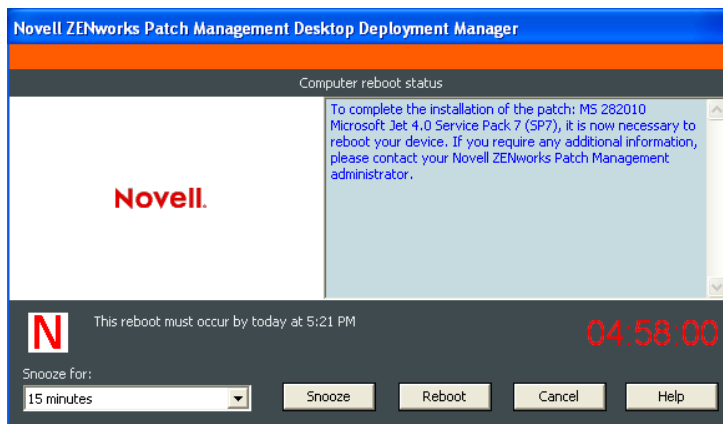 Novell ZENworks Patch Management Desktop Deployment Manager
Computer reboot status
To complete the installation of the patch: MS 282010
Microsoft Jet 4.0 Service Pack 7 (SP7), it is now necessary to
reboot your device. If you require any additional information,
please contact your Novell ZENworks Patch Management
administrator.
Novell.
N
This reboot must occur by today at 5:21 PM
04:58:00
Snooze for:
15 minutes
Snooze
Reboot
Cancel
Help